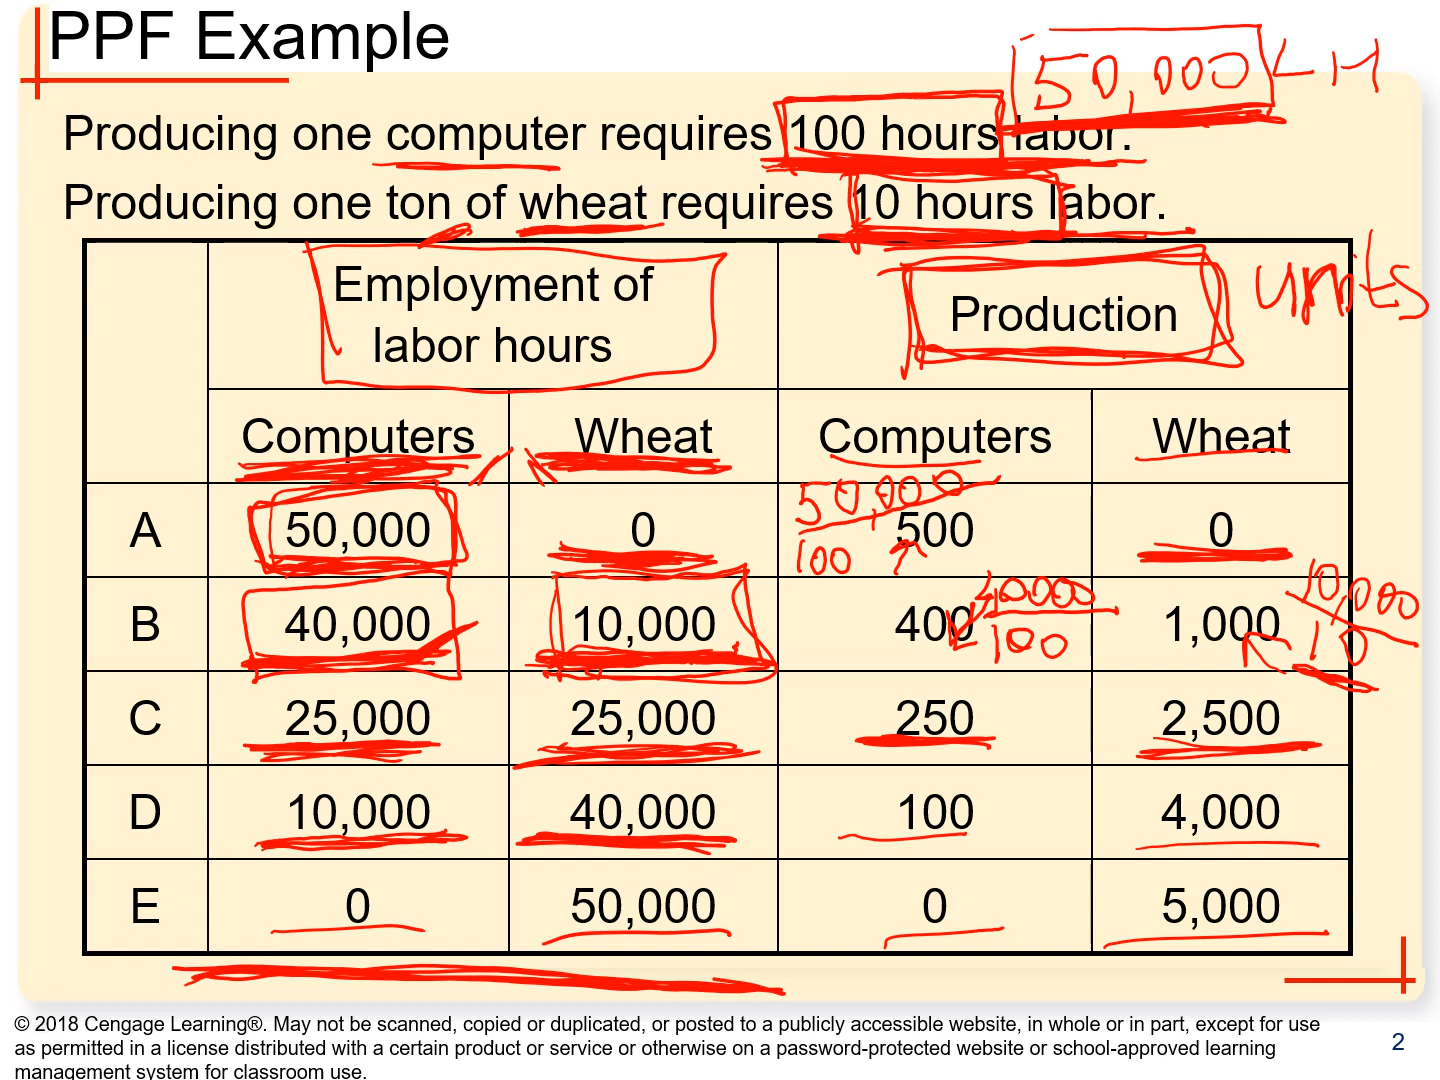 PPF Example
50,000 LH
Producing one computer requires 100 hours labor.
Producing one ton of wheat requires 10 hours labor.
Employment of labor hours Production units
Computers Wheat Computers Wheat
50,000
A 50,000 0 500 0
100
40000 10,000
B 40,000 10,000 400 1,000
100 10
C 25,000 25,000 250 2,500
D 10,000 40,000 100 4,000
E 0 50,000 0 5,000
© 2018 Cengage Learning®. May not be scanned, copied or duplicated, or posted to a publicly accessible website, in whole or in part, except for use
as permitted in a license distributed with a certain product or service or otherwise on a password-protected website or school-approved learning
management system for classroom use.
2